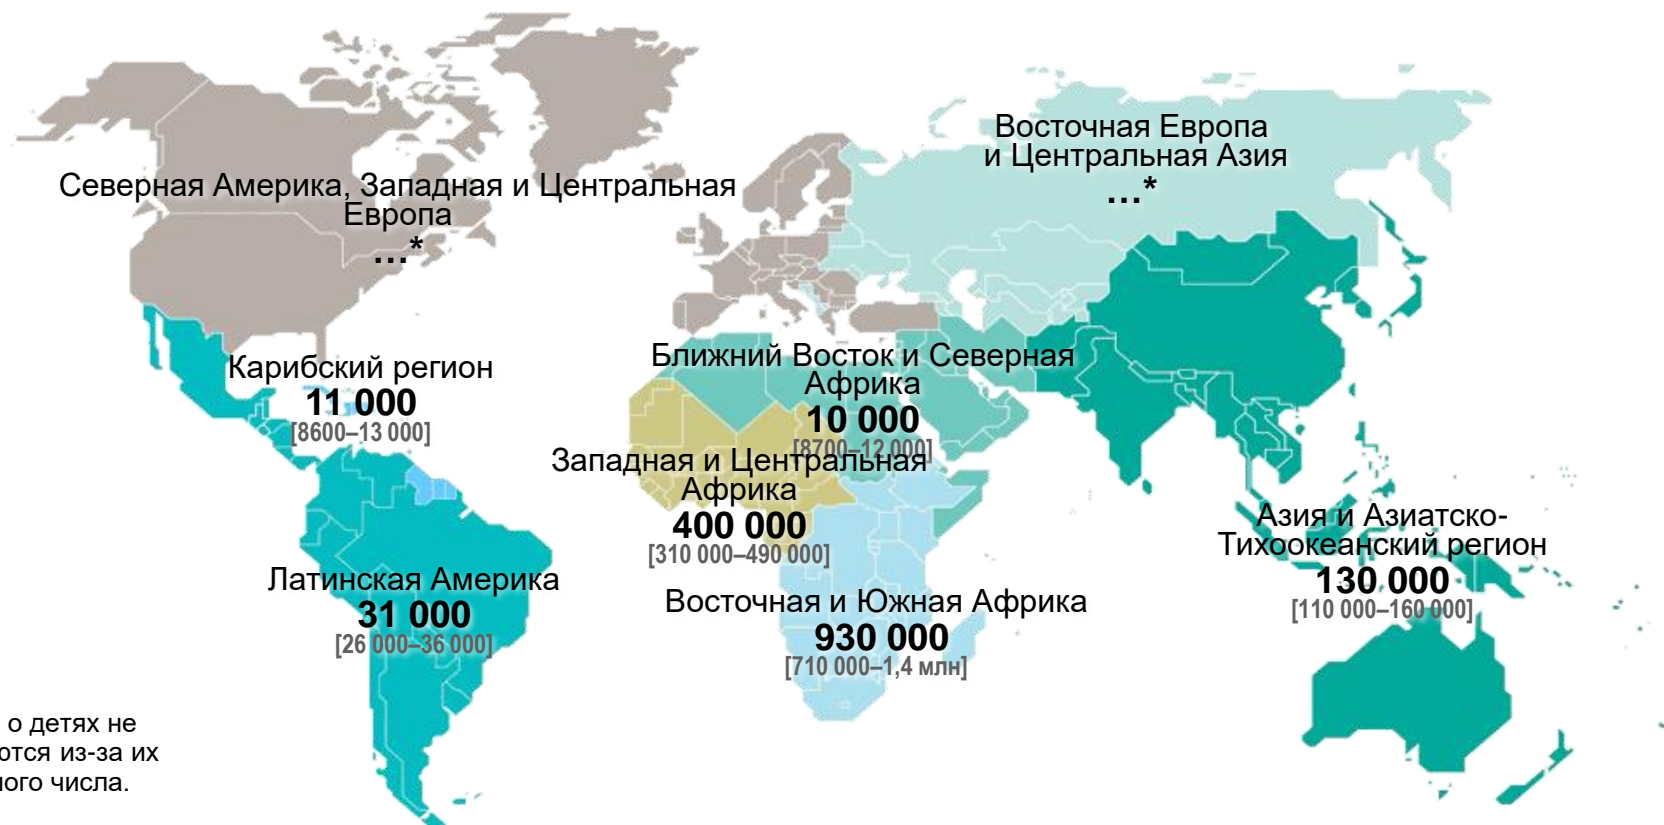 Восточная Европа
и Центральная Азия
...*
Северная Америка, Западная и Центральная
Европа
...*
Карибский регион
11 000
[8600–13 000]
Ближний Восток и Северная
Африка
10 000
[8700–12 000]
Западная и Центральная
Африка
400 000
[310 000–490 000]
Азия и Азиатско-
Тихоокеанский регион
130 000
[110 000–160 000]
Латинская Америка
31 000
[26 000–36 000]
Восточная и Южная Африка
930 000
[710 000–1,4 млн]
о детях не
из-за их
числа.